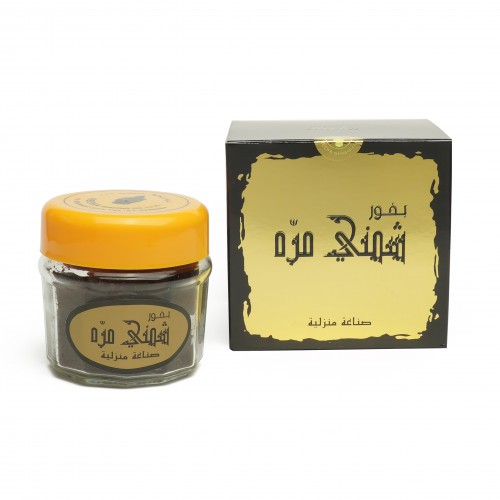 بخور
شمني مرّه
صناعة منزلية
بخور
شمني مرّه
صناعة منزلية